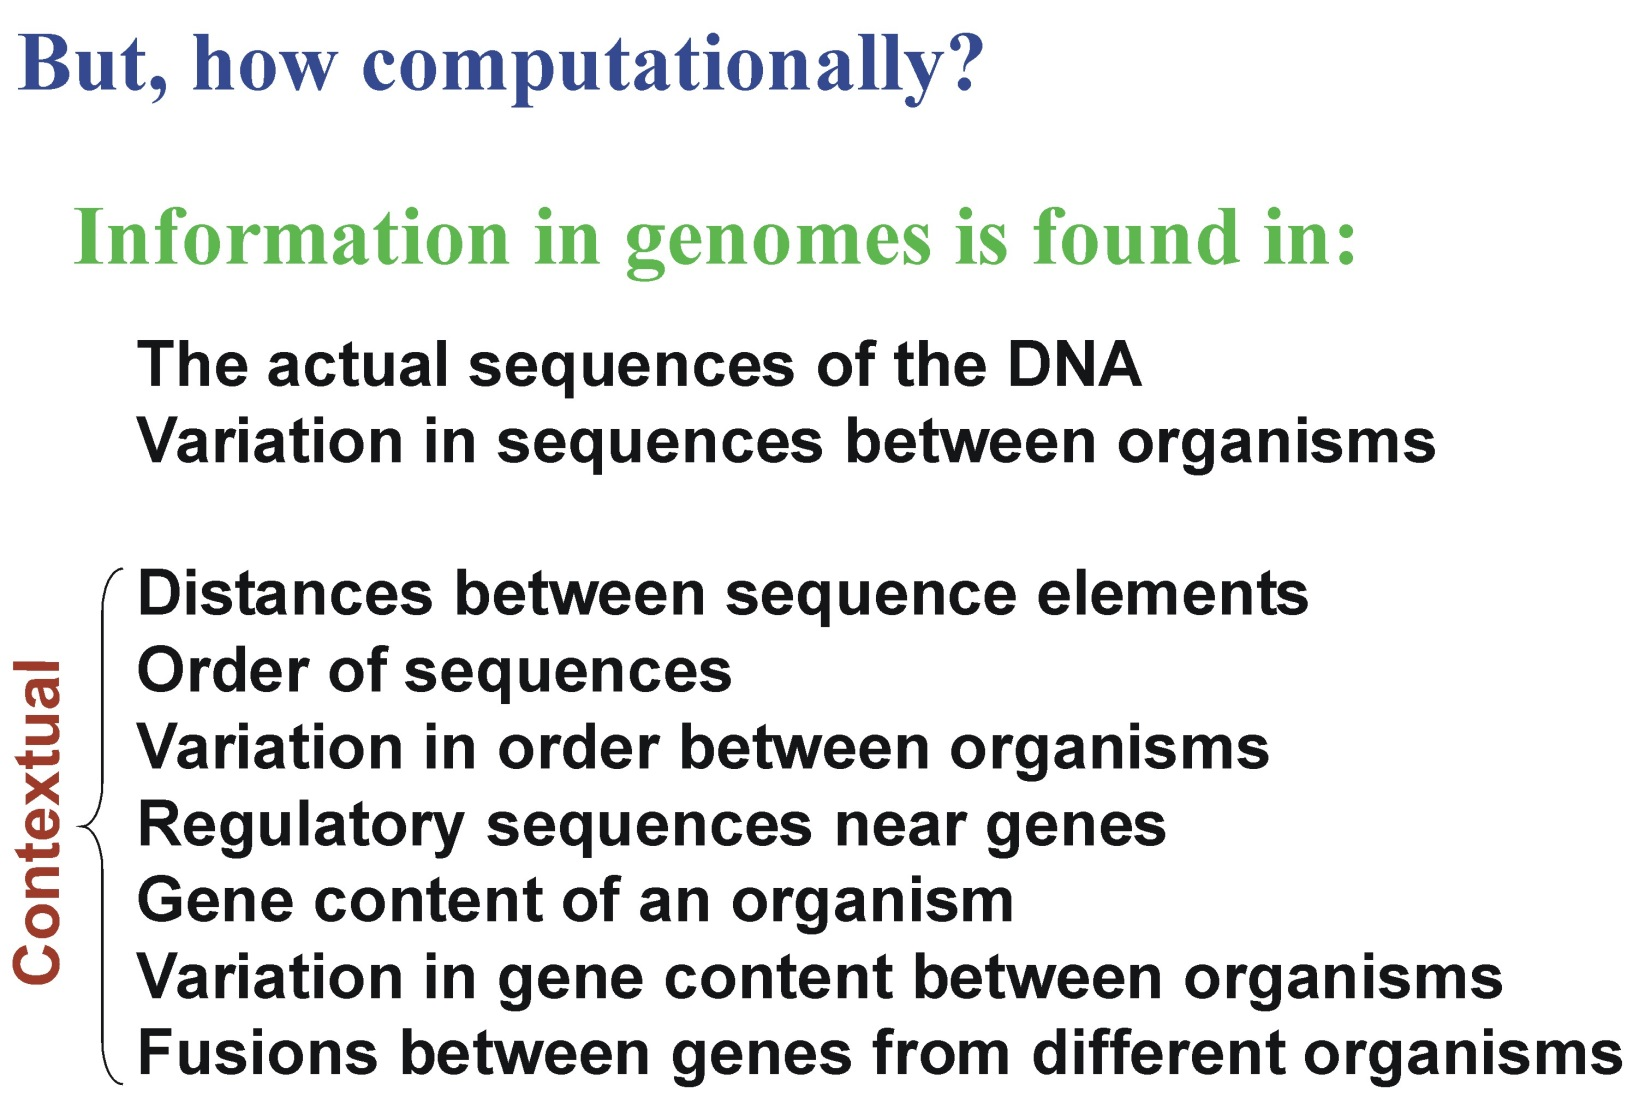 But, how computationally?
Information in genomes is found in:
The actual sequences of the DNA
Variation in sequences between organisms
Contextual
Distances between sequence elements
Order of sequences
Variation in order between organisms
Regulatory sequences near genes
Gene content of an organism
Variation in gene content between organisms
Fusions between genes from different organisms